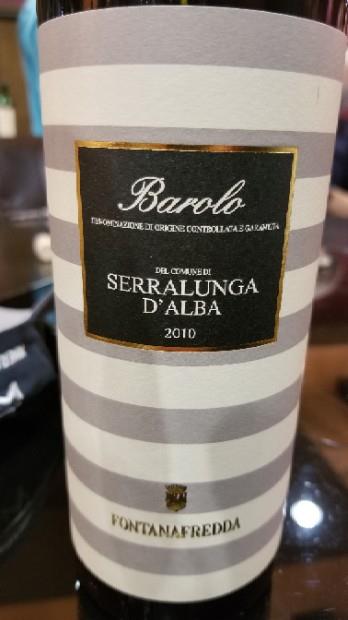 Barolo
DENOMINAZIONE DI ORIGINE CONTROLLATA E GARANTITA
DEL COMUNE DI
SERRALUNGA
D'ALBA
2010
FONTANAFREDDA